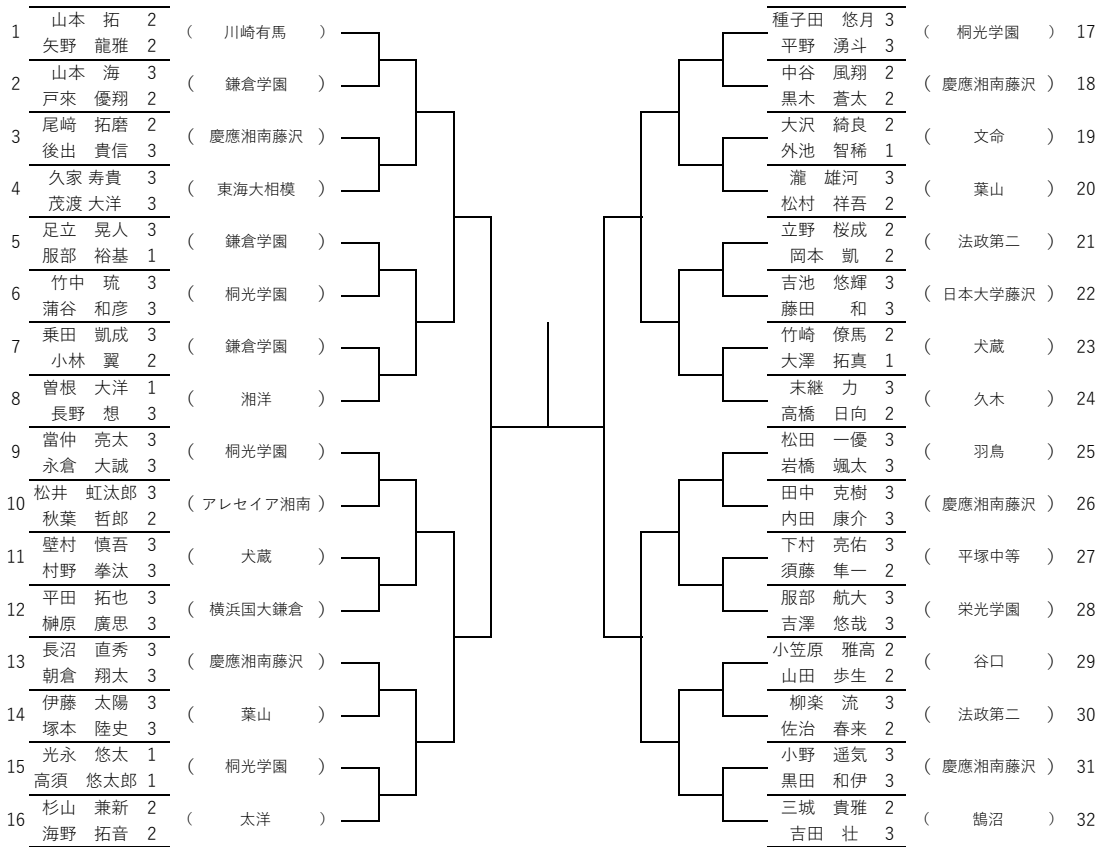 1 山本　拓 2 ( 川崎有馬 )
矢野　龍雅 2
2 山本　海 3 ( 鎌倉学園 )
戸來　優翔 2
3 尾﨑　拓磨 2 ( 慶應湘南藤沢 )
後出　貴信 3
4 久家 寿貴 3 ( 東海大相模 )
茂渡 大洋 3
5 足立　晃人 3 ( 鎌倉学園 )
服部　裕基 1
6 竹中　琉 3 ( 桐光学園 )
蒲谷　和彦 3
7 乗田　凱成 3 ( 鎌倉学園 )
小林　翼 2
8 曽根　大洋 1 ( 湘洋 )
長野　想 3
9 當仲　亮太 3 ( 桐光学園 )
永倉　大誠 3
10 松井　虹汰郎 3 ( アレセイア湘南 )
秋葉　哲郎 2
11 壁村　慎吾 3 ( 犬蔵 )
村野　拳汰 3
12 平田　拓也 3 ( 横浜国大鎌倉 )
榊原　廣思 3
13 長沼　直秀 3 ( 慶應湘南藤沢 )
朝倉　翔太 3
14 伊藤　太陽 3 ( 葉山 )
塚本　陸史 3
15 光永　悠太 1 ( 桐光学園 )
高須　悠太郎 1
16 杉山　兼新 2 ( 太洋 )
海野　拓音 2
種子田　悠月 3 ( 桐光学園 ) 17
平野　湧斗 3
中谷　風翔 2 ( 慶應湘南藤沢 ) 18
黒木　蒼太 2
大沢　綺良 2 ( 文命 ) 19
外池　智稀 1
瀧　雄河 3 ( 葉山 ) 20
松村　祥吾 2
立野　桜成 2 ( 法政第二 ) 21
岡本　凱 2
吉池　悠輝 3 ( 日本大学藤沢 ) 22
藤田　　和 3
竹崎　僚馬 2 ( 犬蔵 ) 23
大澤　拓真 1
末継　力 3 ( 久木 ) 24
高橋　日向 2
松田　一優 3 ( 羽鳥 ) 25
岩橋　颯太 3
田中　克樹 3 ( 慶應湘南藤沢 ) 26
内田　康介 3
下村　亮佑 3 ( 平塚中等 ) 27
須藤　隼一 2
服部　航大 3 ( 栄光学園 ) 28
吉澤　悠哉 3
小笠原　雅高 2 ( 谷口 ) 29
山田　歩生 2
柳楽　流 3 ( 法政第二 ) 30
佐治　春来 2
小野　遥気 3 ( 慶應湘南藤沢 ) 31
黒田　和伊 3
三城　貴雅 2 ( 鵠沼 ) 32
吉田　壮 3